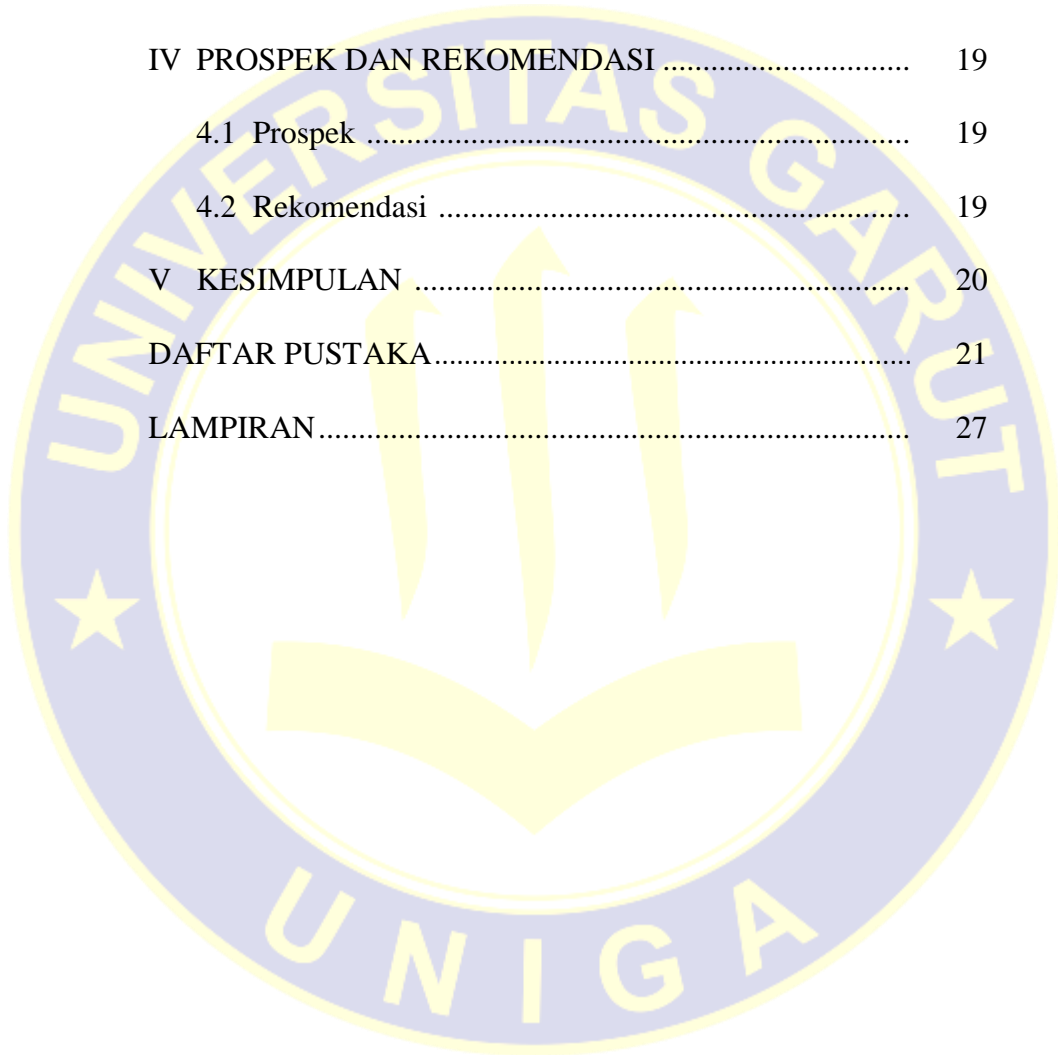 IV PROSPEK DAN REKOMENDASI ............................ 19
4.1 Prospek .............................................................. 19
4.2 Rekomendasi ...................................................... 19
V KESIMPULAN ......................................................... 20
DAFTAR PUSTAKA....................................................... 21
LAMPIRAN.................................................................... 27
UNIVERSITAS GARUT
UNIGA